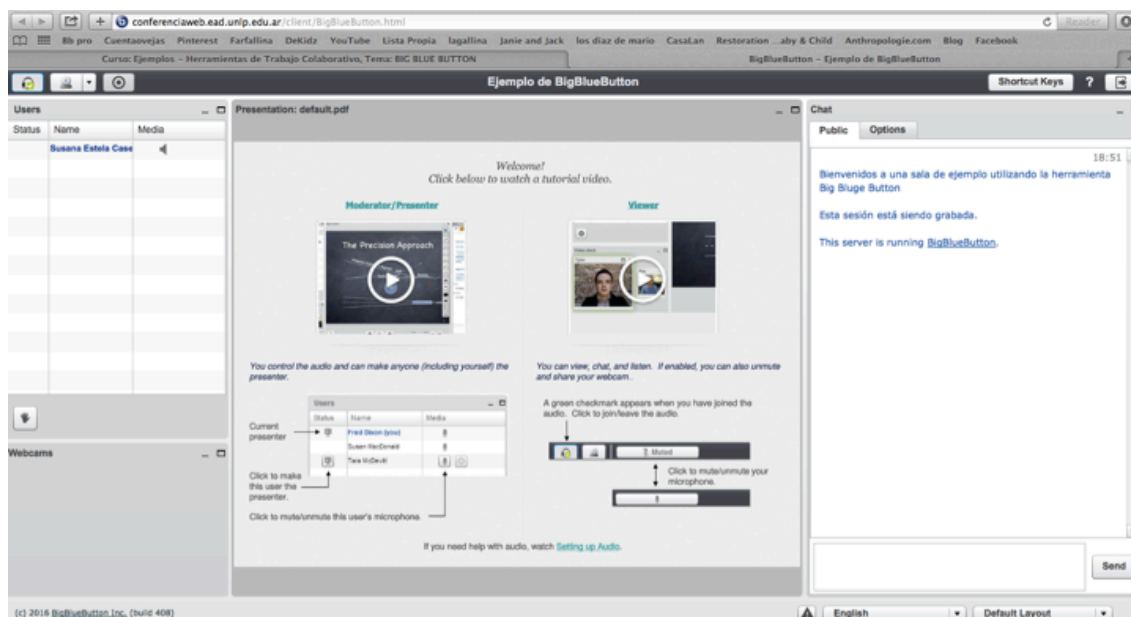 conferenciaweb.ead.unlp.edu.ar/client/BigBlueButton.html
Reader
Bb pro Cuentaovejas Pinterest Farfallina DeKidz YouTube Lista Propia lagallina Janie and Jack los diaz de mario CasaLan Restoration ...aby & Child Anthropologie.com Blog Facebook
Curso: Ejemplos – Herramientas de Trabajo Colaborativo, Tema: BIG BLUE BUTTON
BigBlueButton – Ejemplo de BigBlueButton
Ejemplo de BigBlueButton
Shortcut Keys
?
Users
Status Name Media
Susana Estela Case
Webcams
Presentation: default.pdf
Welcome!
Click below to watch a tutorial video.
Moderator/Presenter
The Precision Approach
You control the audio and can make anyone (including yourself) the
presenter.
Users
Status Name Media
Fred Dixon (you)
Susan MacDonald
Tara McDevitt
Current
presenter
Click to make
this user the
presenter.
Click to mute/unmute this user's microphone.
Viewer
You can view, chat, and listen. If enabled, you can also unmute
and share your webcam..
A green checkmark appears when you have joined the
audio. Click to join/leave the audio.
Muted
Click to mute/unmute your
microphone.
If you need help with audio, watch Setting up Audio.
Chat
Public Options
18:51
Bienvenidos a una sala de ejemplo utilizando la herramienta
Big Bluge Button
Esta sesión está siendo grabada.
This server is running BigBlueButton.
Send
(c) 2016 BigBlueButton Inc. (build 408)
English
Default Layout